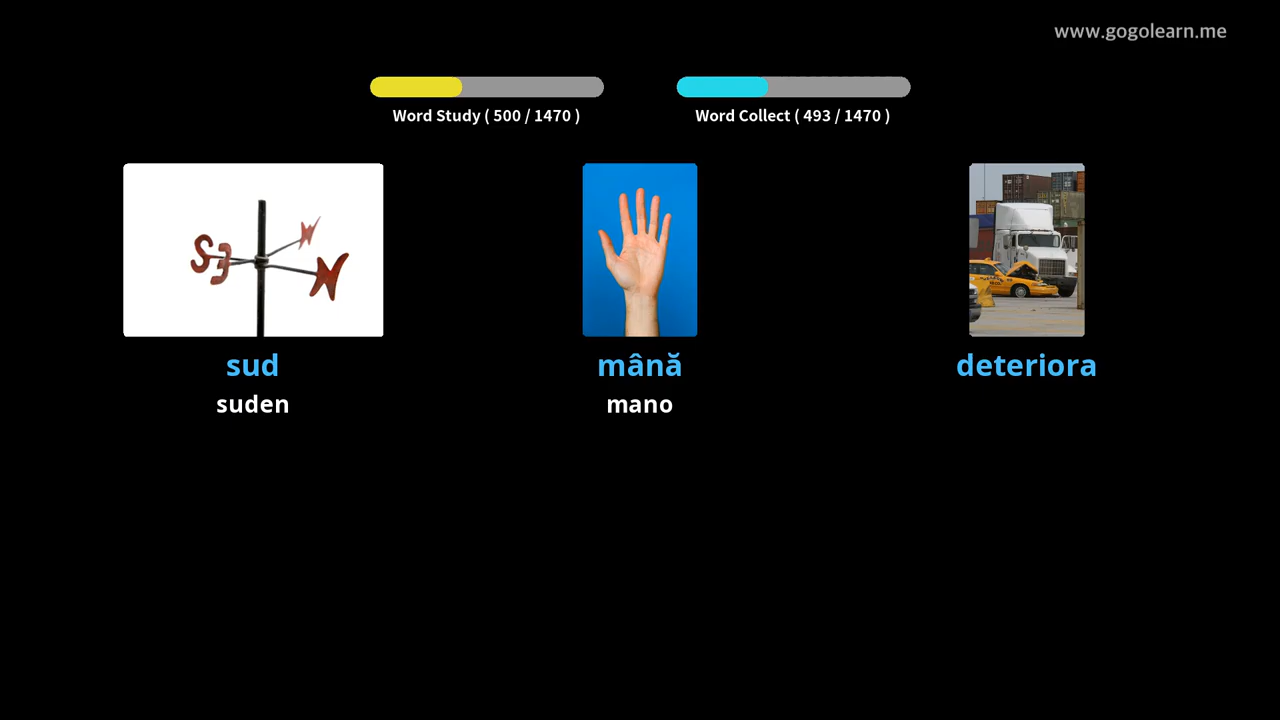 www.gogolearn.me
Word Study ( 500 / 1470 )
Word Collect ( 493 / 1470 )
sud
mână
deteriora
suden
mano